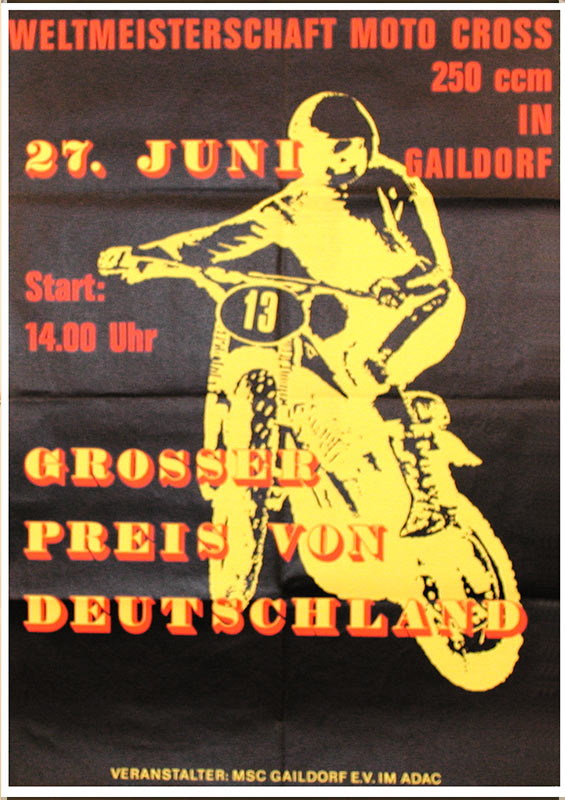 WELTMEISTERSCHAFT MOTO CROSS
250 ccm
IN
GAILDORF
27. JUNI
Start:
14.00 Uhr
13
GROSSER
PREIS VON
DEUTSCHLAND
VERANSTALTER: MSC GAILDORF E.V. IM ADAC